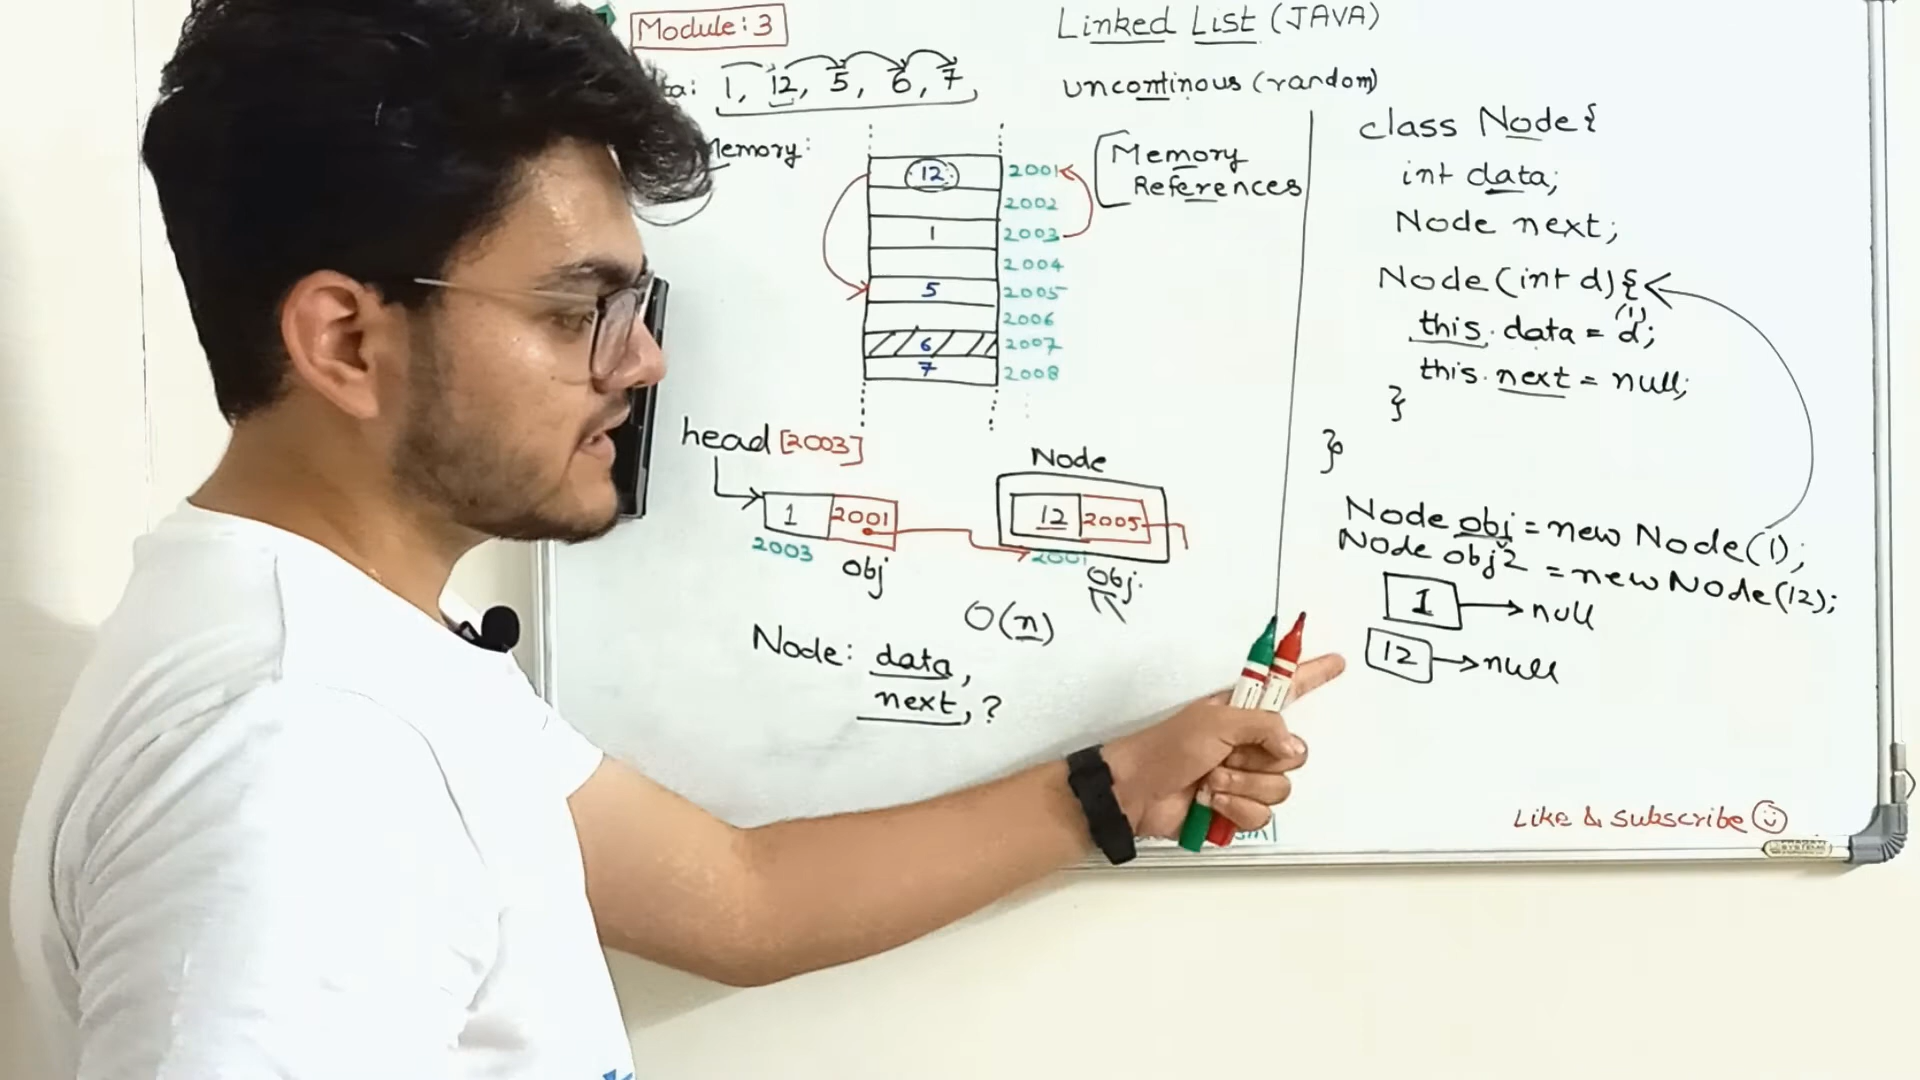 Module: 3
Linked List (JAVA)
1, 12, 5, 6, 7
uncontinous (random)
Memory:
12 2001
2002
1 2003
2004
5 2005
2006
6 2007
7 2008
Memory
References
head [2003]
1 2001
2003
obj
Node
12 2005
2001
obj.
O(n)
Node: data,
next, ?
class Node {
int data;
Node next;
Node (int d) {
(1)
this. data = d;
this. next = null;
}
}
Node obj = new Node(1);
Node obj2 = new Node(12);
1 null
12 null
Like & Subscribe